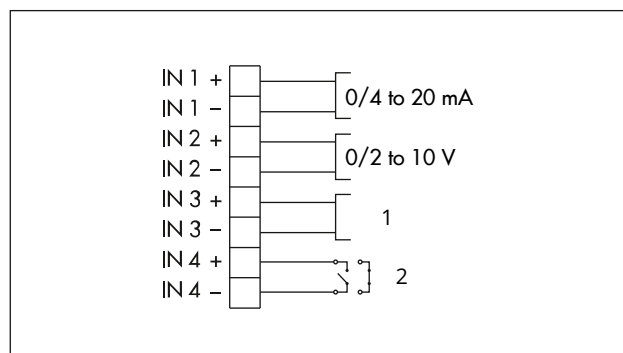 IN 1 +
0/4 to 20 mA
IN 1 –
IN 2 +
0/2 to 10 V
IN 2 –
IN 3 +
1
IN 3 –
IN 4 +
2
IN 4 –